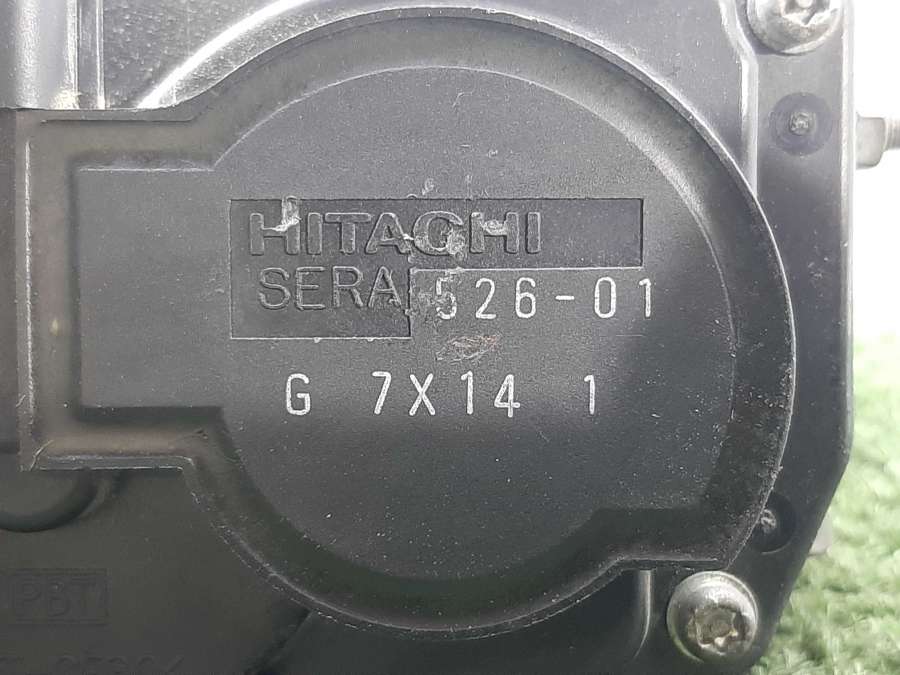 HITACHI
SERA
526-01
G 7X14 1
PBT